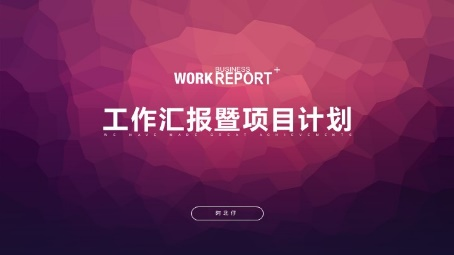 BUSINESS
WORK REPORT+
工作汇报暨项目计划
WE HAVE MADE GREAT ACHIEVEMENTS